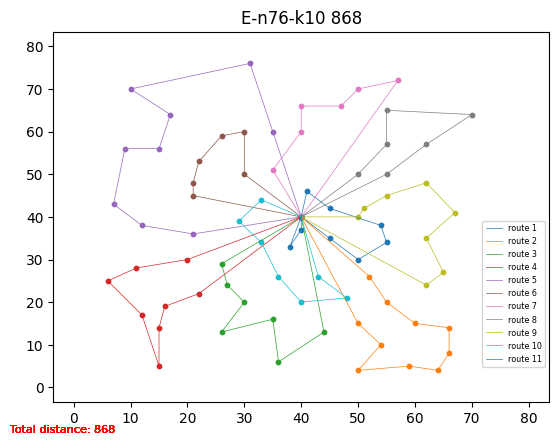 E-n76-k10 868
80
70
60
50
40
30
20
10
0
route 1
route 2
route 3
route 4
route 5
route 6
route 7
route 8
route 9
route 10
route 11
0 10 20 30 40 50 60 70 80
Total distance: 868